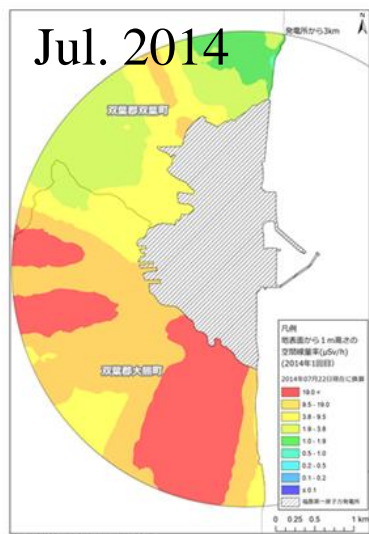 Jul. 2014
発電所から3km
N
双葉郡双葉町
双葉郡大熊町
凡例
地表面から1m高さの
空間線量率(μSv/h)
(2014年1回目)
2014年07月22日現在に換算
19.0 <
9.5 - 19.0
3.8 - 9.5
1.9 - 3.8
1.0 - 1.9
0.5 - 1.0
0.2 - 0.5
0.1 - 0.2
≤ 0.1
福島第一原子力発電所
0 0.25 0.5 1 km